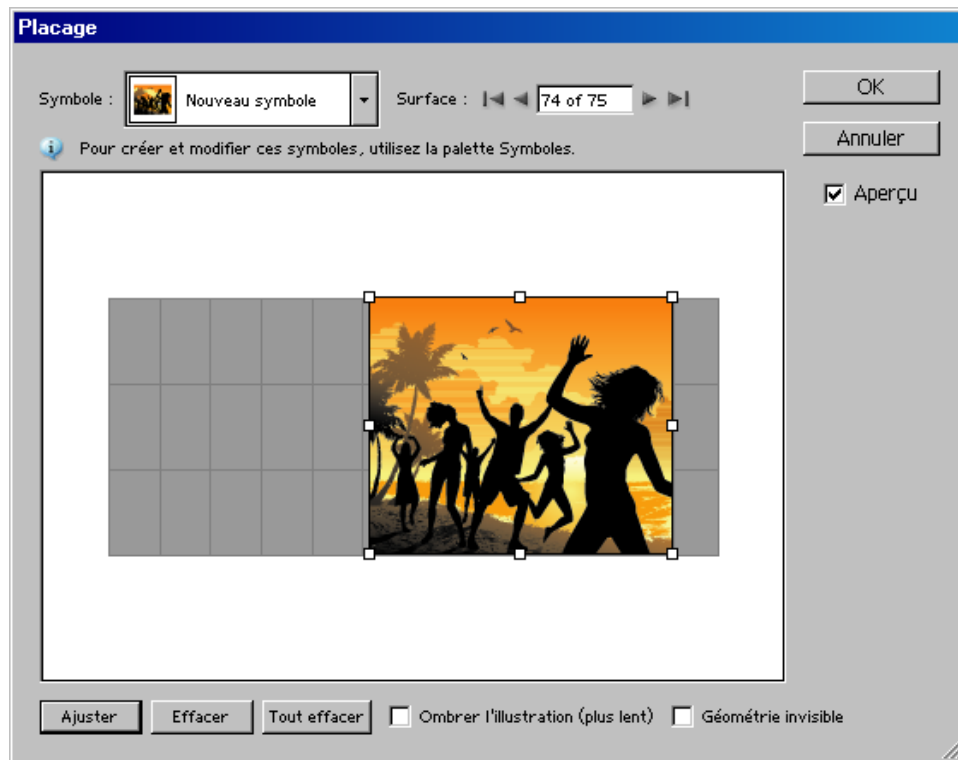 Placage
Symbole : Nouveau symbole Surface : 74 of 75 OK
Pour créer et modifier ces symboles, utilisez la palette Symboles. Annuler
Aperçu
Ajuster Effacer Tout effacer Ombrer l'illustration (plus lent) Géométrie invisible